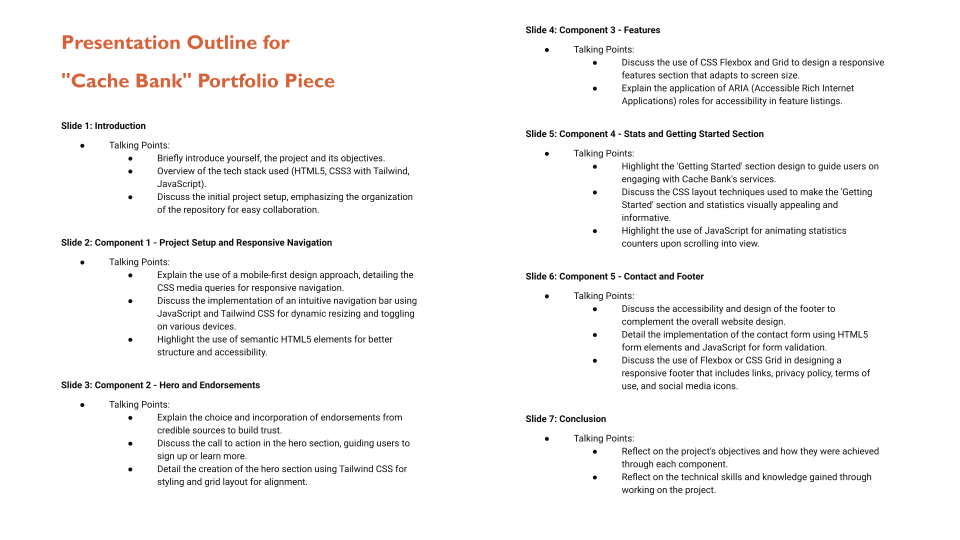 Presentation Outline for
"Cache Bank" Portfolio Piece
Slide 1: Introduction
● Talking Points:
● Briefly introduce yourself, the project and its objectives.
● Overview of the tech stack used (HTML5, CSS3 with Tailwind,
JavaScript).
● Discuss the initial project setup, emphasizing the organization
of the repository for easy collaboration.
Slide 2: Component 1 - Project Setup and Responsive Navigation
● Talking Points:
● Explain the use of a mobile-first design approach, detailing the
CSS media queries for responsive navigation.
● Discuss the implementation of an intuitive navigation bar using
JavaScript and Tailwind CSS for dynamic resizing and toggling
on various devices.
● Highlight the use of semantic HTML5 elements for better
structure and accessibility.
Slide 3: Component 2 - Hero and Endorsements
● Talking Points:
● Explain the choice and incorporation of endorsements from
credible sources to build trust.
● Discuss the call to action in the hero section, guiding users to
sign up or learn more.
● Detail the creation of the hero section using Tailwind CSS for
styling and grid layout for alignment.
Slide 4: Component 3 - Features
● Talking Points:
● Discuss the use of CSS Flexbox and Grid to design a responsive
features section that adapts to screen size.
● Explain the application of ARIA (Accessible Rich Internet
Applications) roles for accessibility in feature listings.
Slide 5: Component 4 - Stats and Getting Started Section
● Talking Points:
● Highlight the 'Getting Started' section design to guide users on
engaging with Cache Bank's services.
● Discuss the CSS layout techniques used to make the 'Getting
Started' section and statistics visually appealing and
informative.
● Highlight the use of JavaScript for animating statistics
counters upon scrolling into view.
Slide 6: Component 5 - Contact and Footer
● Talking Points:
● Discuss the accessibility and design of the footer to
complement the overall website design.
● Detail the implementation of the contact form using HTML5
form elements and JavaScript for form validation.
● Discuss the use of Flexbox or CSS Grid in designing a
responsive footer that includes links, privacy policy, terms of
use, and social media icons.
Slide 7: Conclusion
● Talking Points:
● Reflect on the project's objectives and how they were achieved
through each component.
● Reflect on the technical skills and knowledge gained through
working on the project.